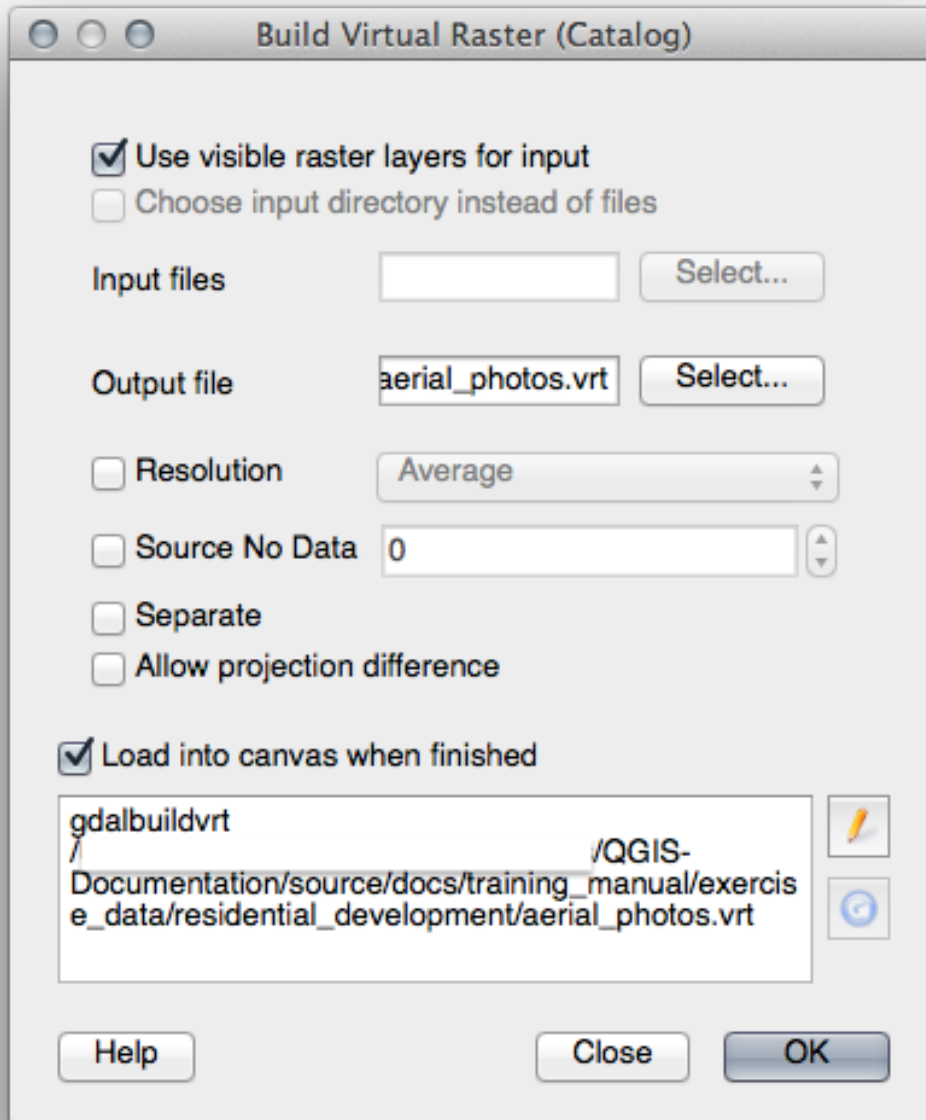 Build Virtual Raster (Catalog)
Use visible raster layers for input
Choose input directory instead of files
Input files
Select...
Output file
aerial_photos.vrt
Select...
Resolution
Average
Source No Data
0
Separate
Allow projection difference
Load into canvas when finished
gdalbuildvrt
/ /QGIS-
Documentation/source/docs/training_manual/exercis
e_data/residential_development/aerial_photos.vrt
Help
Close
OK